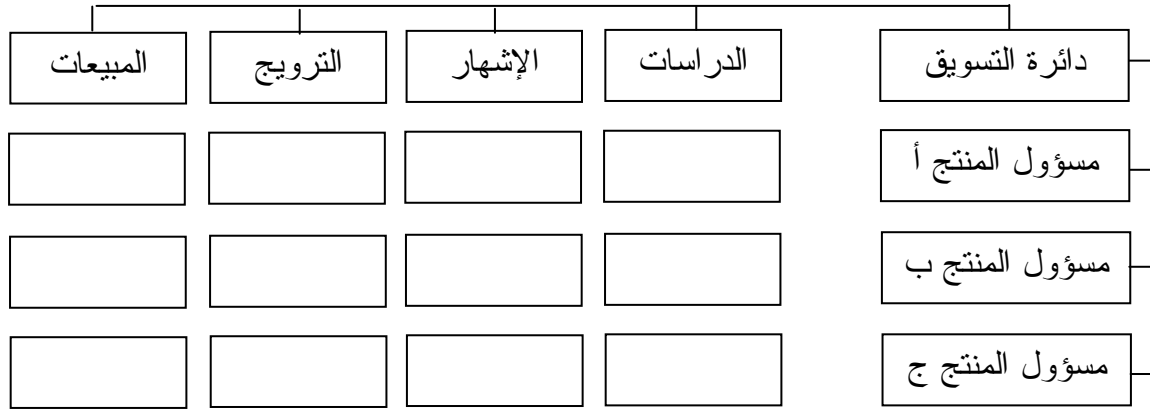 دائرة التسويق
الدراسات
الإشهار
الترويج
المبيعات
مسؤول المنتج أ
مسؤول المنتج ب
مسؤول المنتج ج